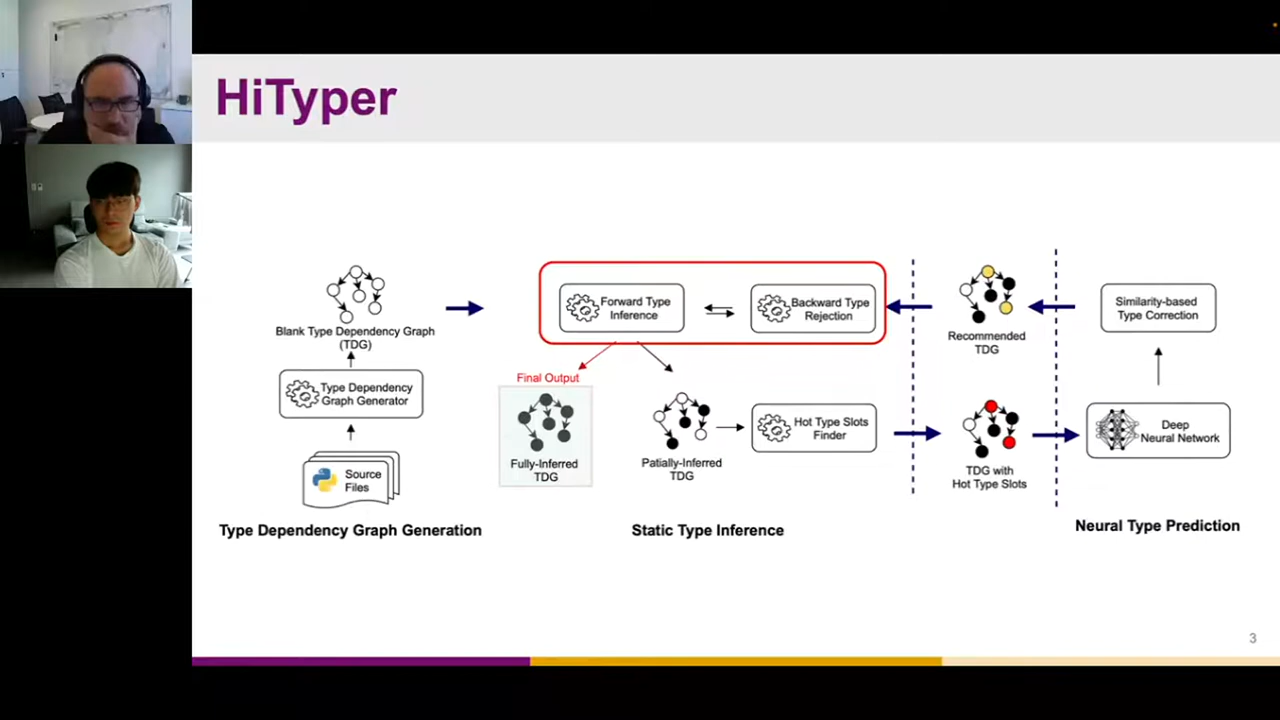 HiTyper
Blank Type Dependency Graph
(TDG)
Type Dependency
Graph Generator
Source
Files
Type Dependency Graph Generation
Forward Type
Inference
Backward Type
Rejection
Final Output
Fully-Inferred
TDG
Patially-Inferred
TDG
Hot Type Slots
Finder
Static Type Inference
Recommended
TDG
TDG with
Hot Type Slots
Similarity-based
Type Correction
Deep
Neural Network
Neural Type Prediction
3